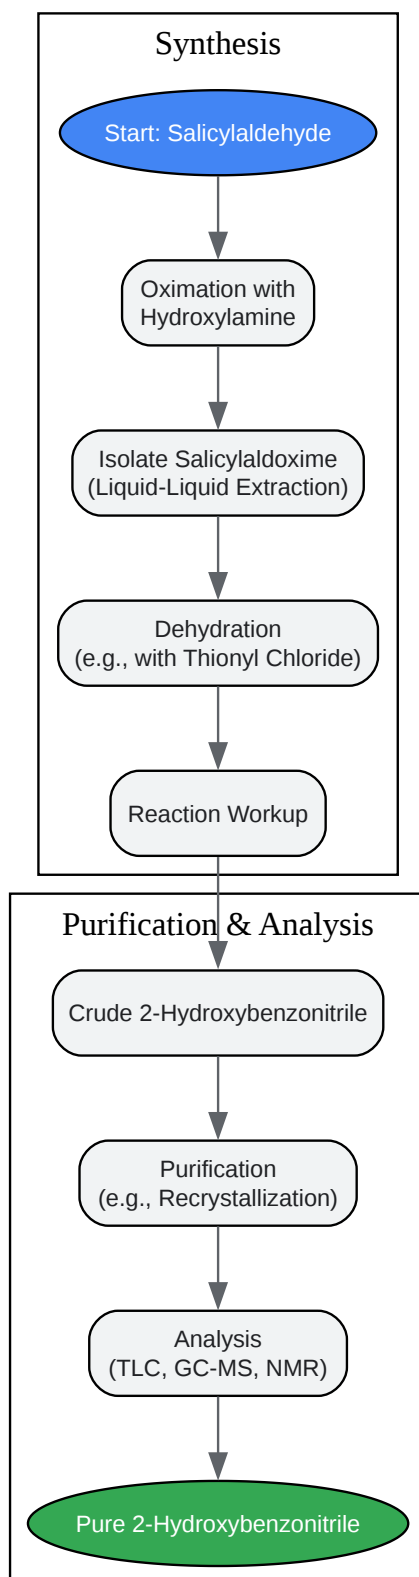 Synthesis
Start: Salicylaldehyde
Oximation with
Hydroxylamine
Isolate Salicylaldoxime
(Liquid-Liquid Extraction)
Dehydration
(e.g., with Thionyl Chloride)
Reaction Workup
Purification & Analysis
Crude 2-Hydroxybenzonitrile
Purification
(e.g., Recrystallization)
Analysis
(TLC, GC-MS, NMR)
Pure 2-Hydroxybenzonitrile